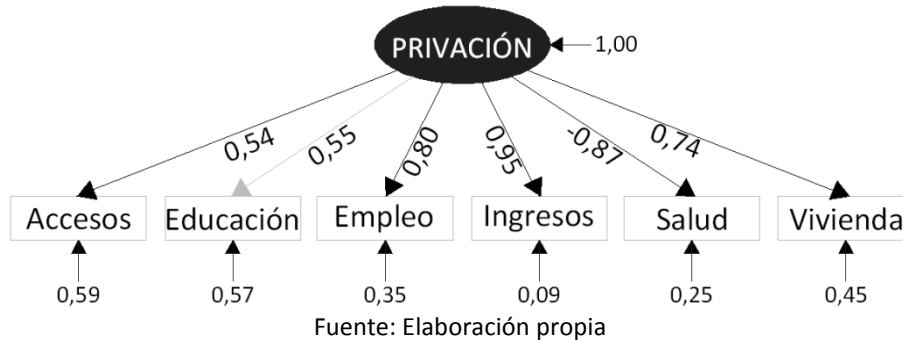 PRIVACIÓN
1,00
0,54
0,55
0,80
0,95
-0,87
0,74
Accesos
Educación
Empleo
Ingresos
Salud
Vivienda
0,59
0,57
0,35
0,09
0,25
0,45
Fuente: Elaboración propia